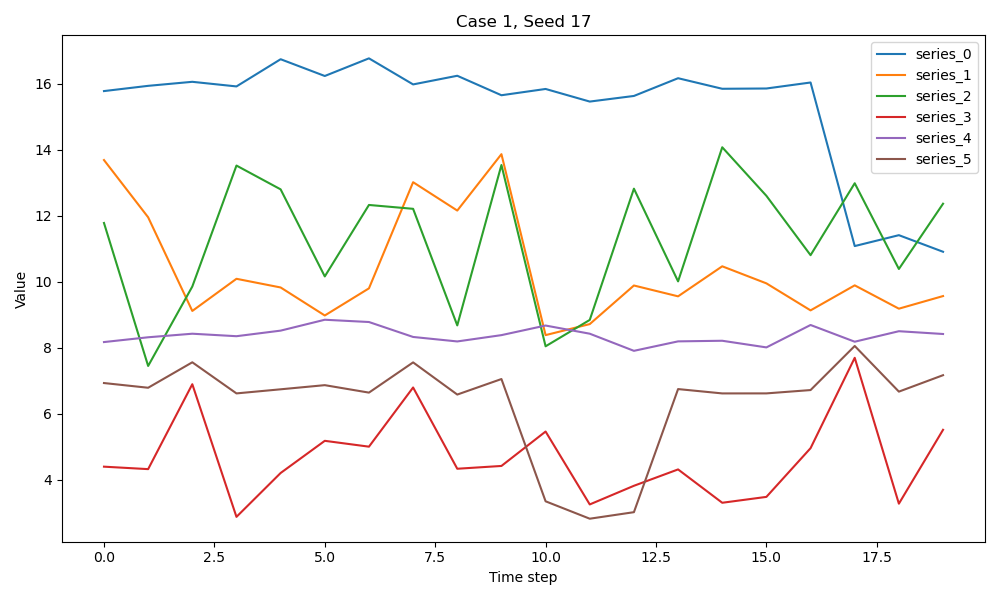 Case 1, Seed 17
series_0
series_1
series_2
series_3
series_4
series_5
Value
16
14
12
10
8
6
4
0.0 2.5 5.0 7.5 10.0 12.5 15.0 17.5
Time step